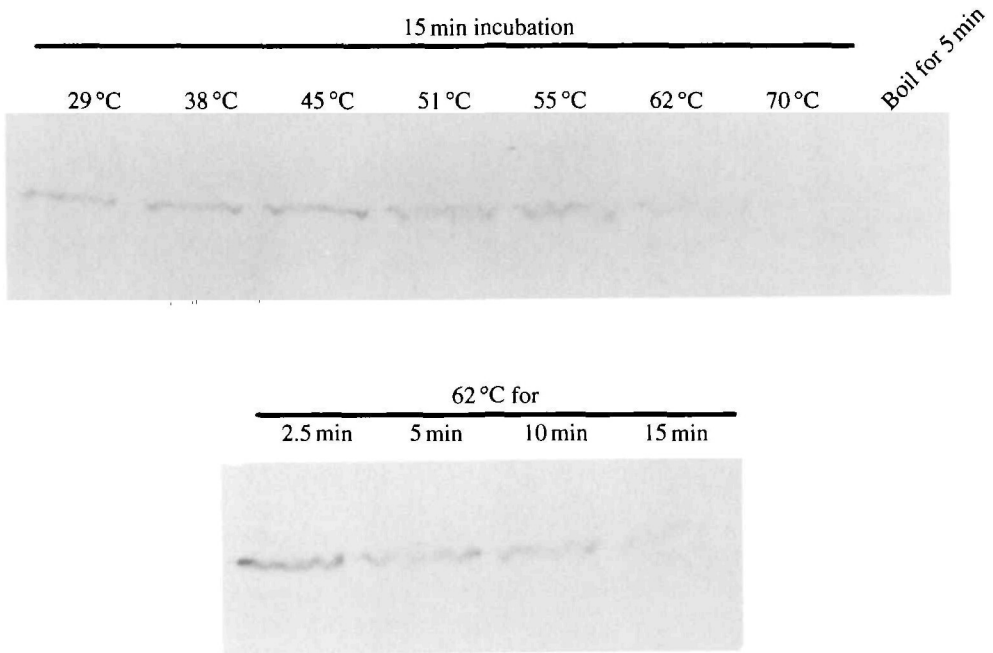 15 min incubation
Boil for 5 min
29 °C 38 °C 45 °C 51 °C 55 °C 62 °C 70 °C
62 °C for
2.5 min 5 min 10 min 15 min